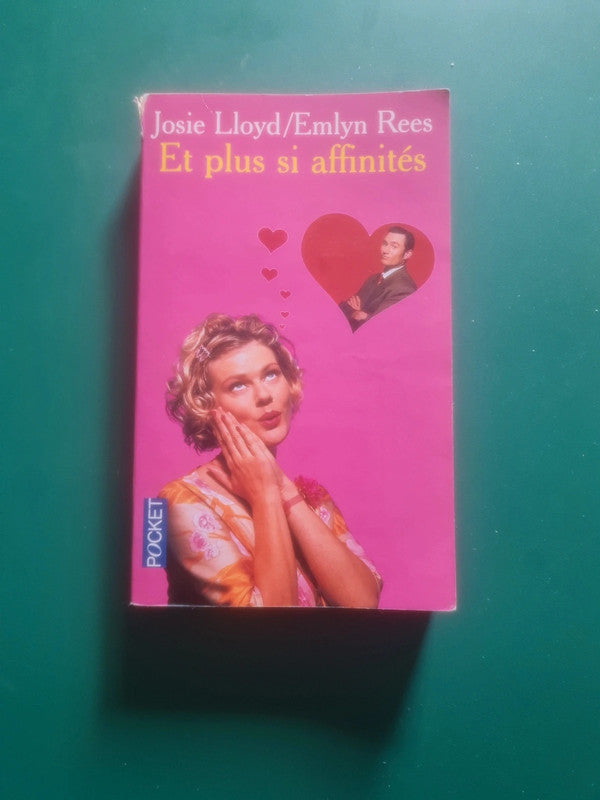 Josie Lloyd/Emlyn Rees
Et plus si affinités
POCKET